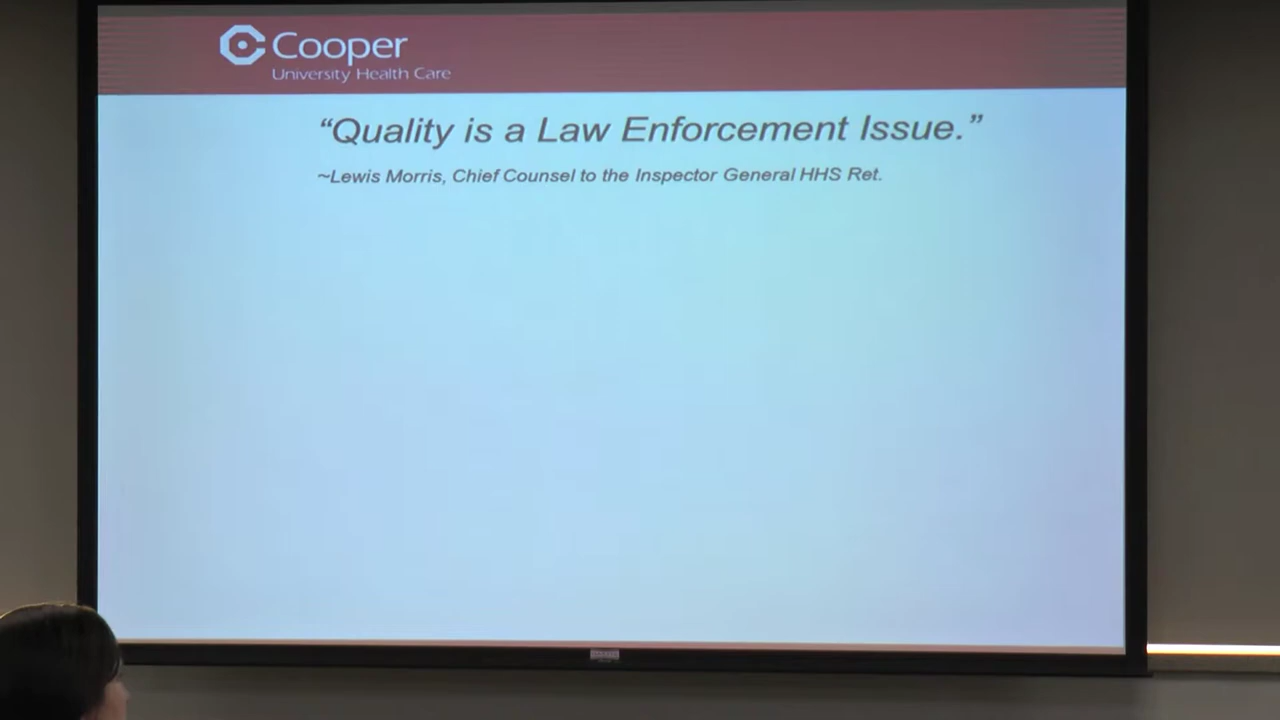 Cooper
University Health Care
“Quality is a Law Enforcement Issue.”
~Lewis Morris, Chief Counsel to the Inspector General HHS Ret.